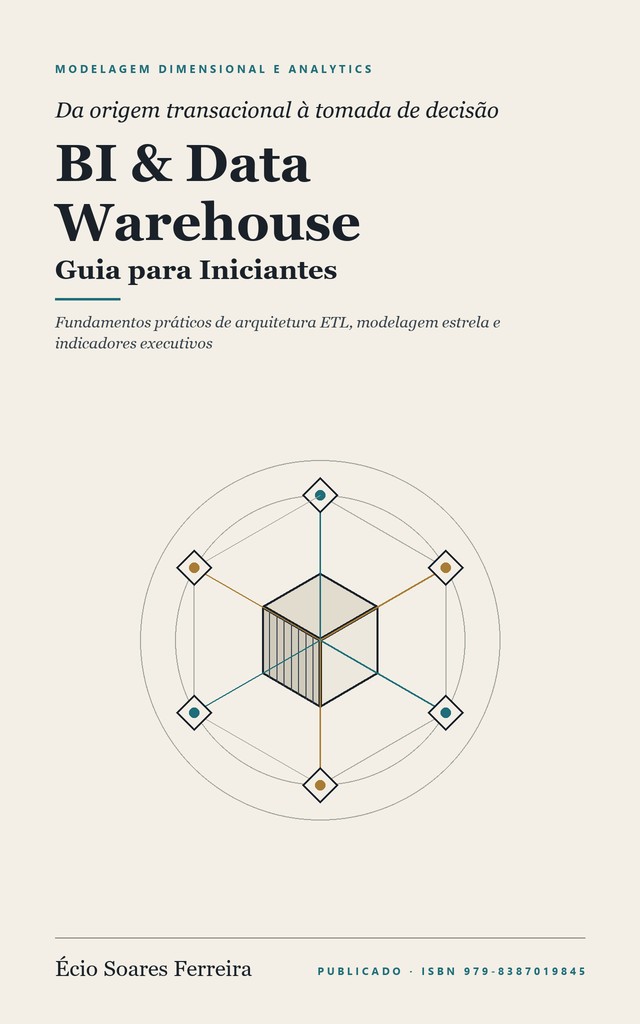 MODELAGEM DIMENSIONAL E ANALYTICS
Da origem transacional à tomada de decisão
BI & Data
Warehouse
Guia para Iniciantes
Fundamentos práticos de arquitetura ETL, modelagem estrela e
indicadores executivos
Écio Soares Ferreira
PUBLICADO · ISBN 979-8387019845